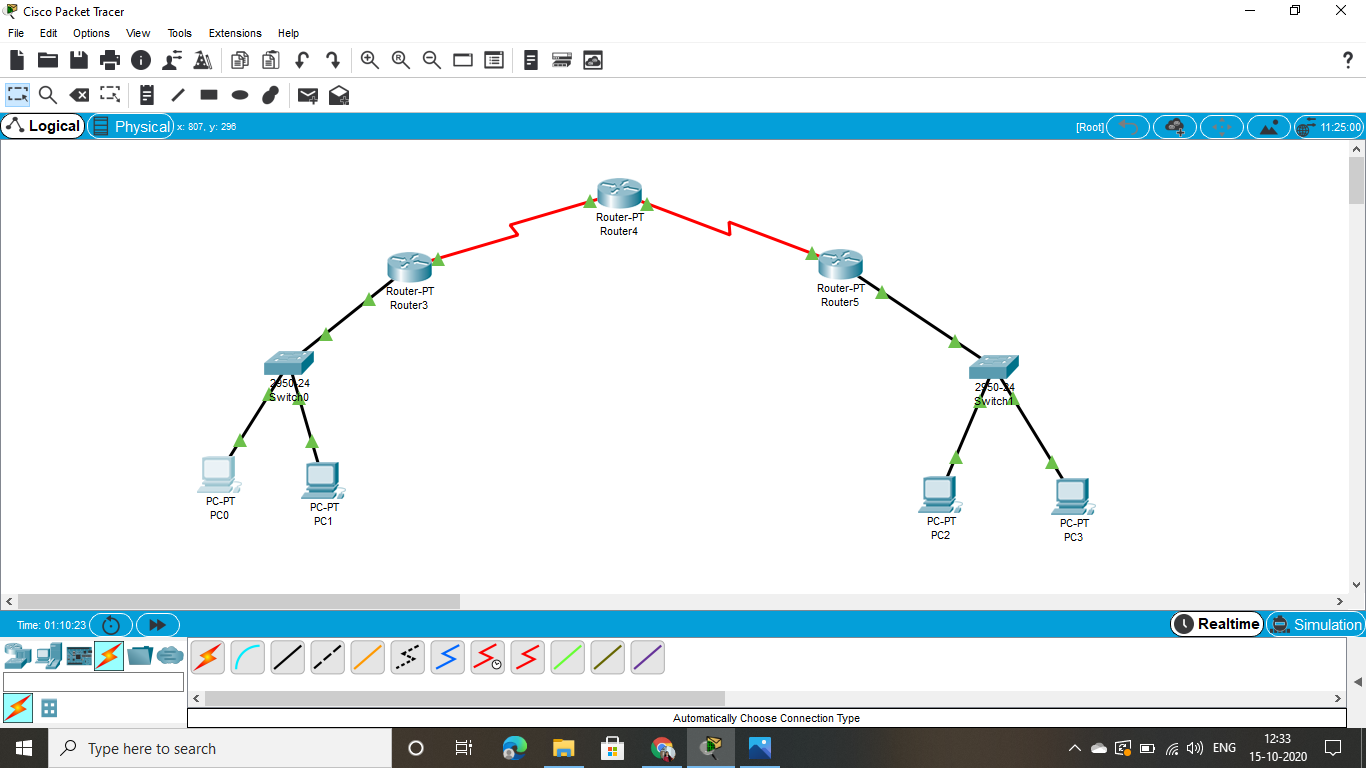 Cisco Packet Tracer
File Edit Options View Tools Extensions Help
R
?
Logical
Physical
x: 807, y: 296
[Root]
11:25:00
Router-PT
Router4
Router-PT
Router3
Router-PT
Router5
2950-24
Switch0
2950-24
Switch1
PC-PT
PC0
PC-PT
PC1
PC-PT
PC2
PC-PT
PC3
Time: 01:10:23
Realtime
Simulation
Automatically Choose Connection Type
Type here to search
ENG
12:33
15-10-2020